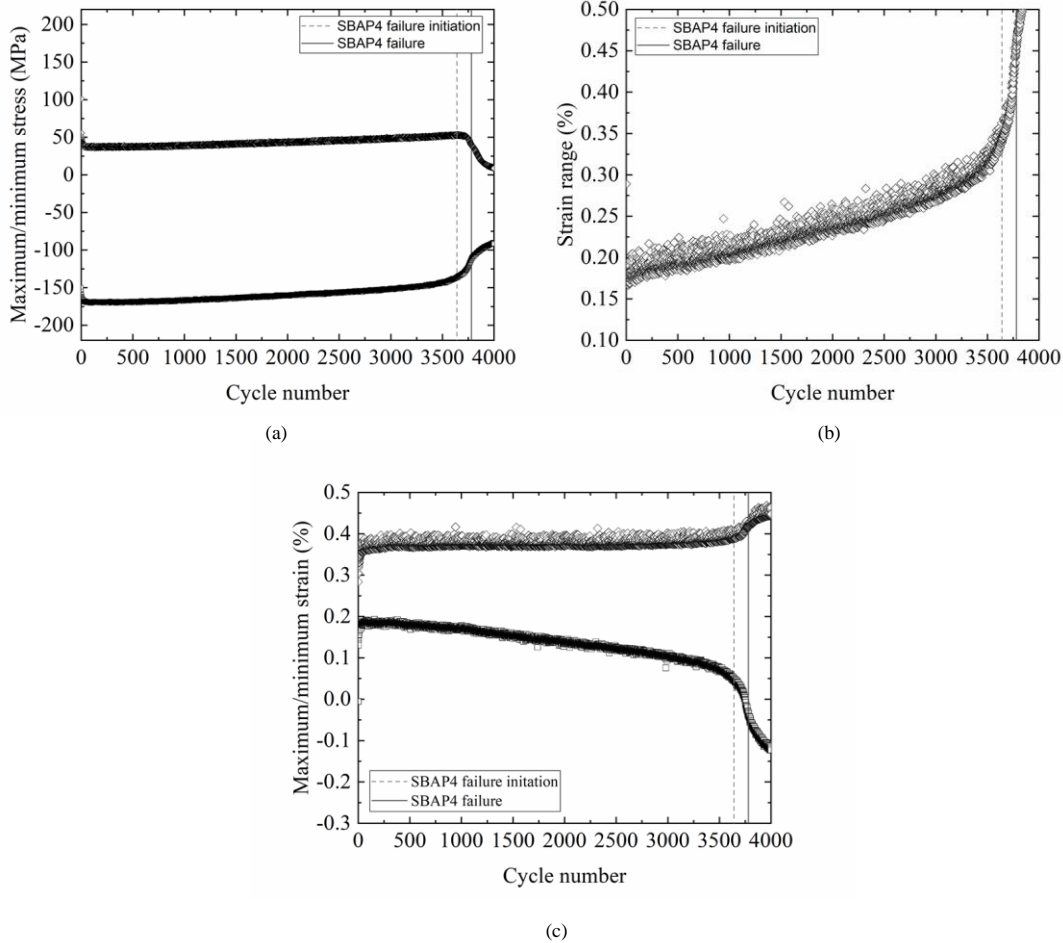 SBAP4 failure initiation
SBAP4 failure
Maximum/minimum stress (MPa)
200
150
100
50
0
-50
-100
-150
-200
0 500 1000 1500 2000 2500 3000 3500 4000
Cycle number
(a)
SBAP4 failure initiation
SBAP4 failure
Strain range (%)
0.50
0.45
0.40
0.35
0.30
0.25
0.20
0.15
0.10
0 500 1000 1500 2000 2500 3000 3500 4000
Cycle number
(b)
Maximum/minimum strain (%)
0.5
0.4
0.3
0.2
0.1
0.0
-0.1
-0.3
SBAP4 failure initation
SBAP4 failure
0 500 1000 1500 2000 2500 3000 3500 4000
Cycle number
(c)